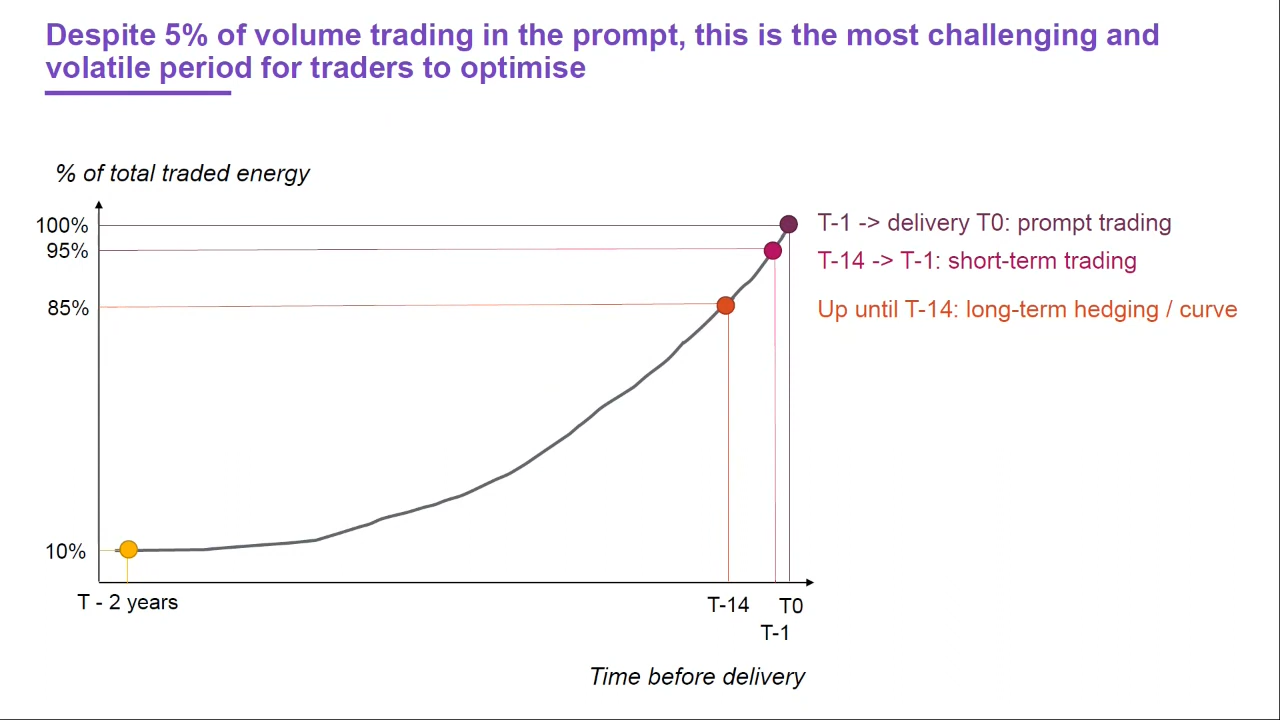 Despite 5% of volume trading in the prompt, this is the most challenging and
volatile period for traders to optimise
% of total traded energy
100%
95%
85%
10%
T-1 -> delivery T0: prompt trading
T-14 -> T-1: short-term trading
Up until T-14: long-term hedging / curve
T - 2 years
T-14
T0
T-1
Time before delivery